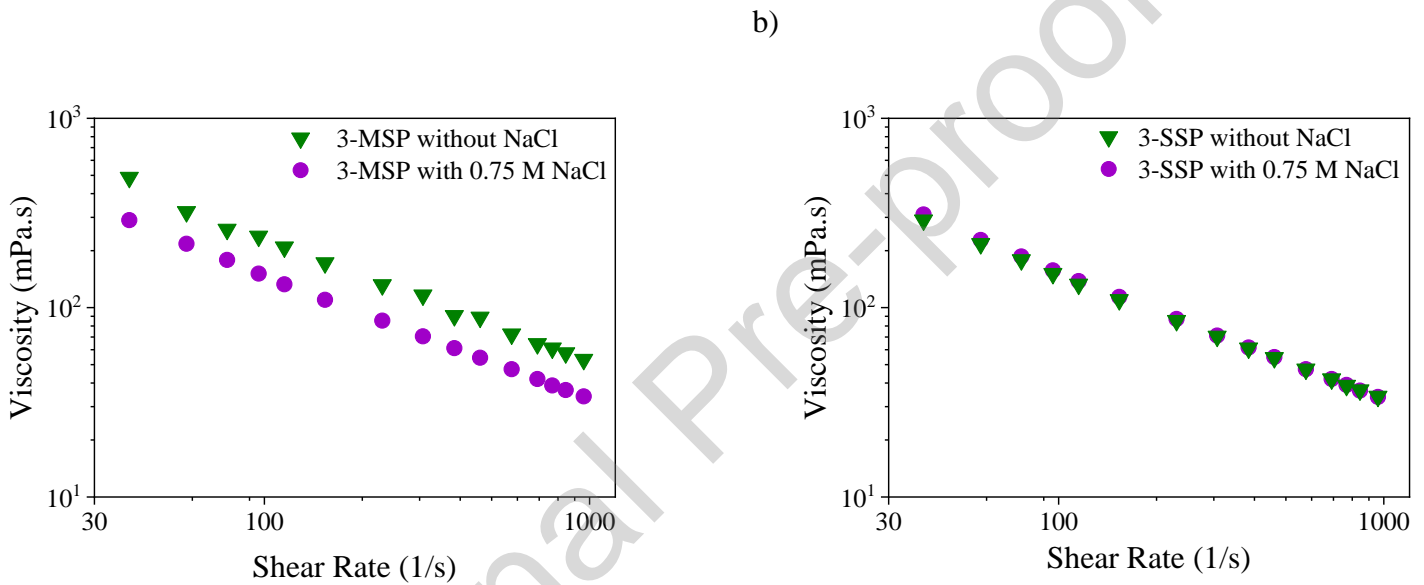 b)
10³
3-MSP without NaCl
3-MSP with 0.75 M NaCl
Viscosity (mPa.s)
10²
10¹
30
100
1000
Shear Rate (1/s)
10³
3-SSP without NaCl
3-SSP with 0.75 M NaCl
Viscosity (mPa.s)
10²
10¹
30
100
1000
Shear Rate (1/s)
nal Pre-proo